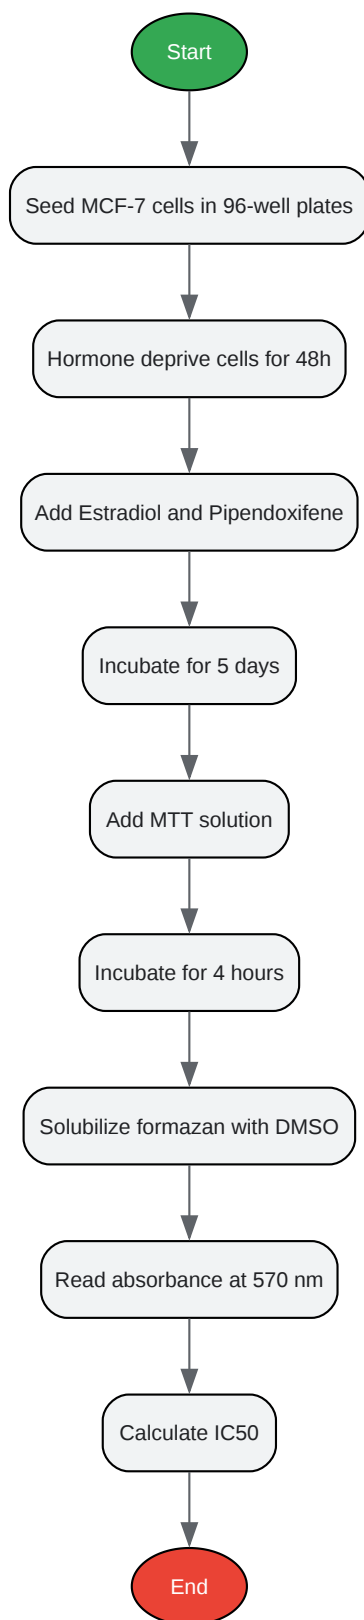 Start
Seed MCF-7 cells in 96-well plates
Hormone deprive cells for 48h
Add Estradiol and Pipendoxifene
Incubate for 5 days
Add MTT solution
Incubate for 4 hours
Solubilize formazan with DMSO
Read absorbance at 570 nm
Calculate IC50
End